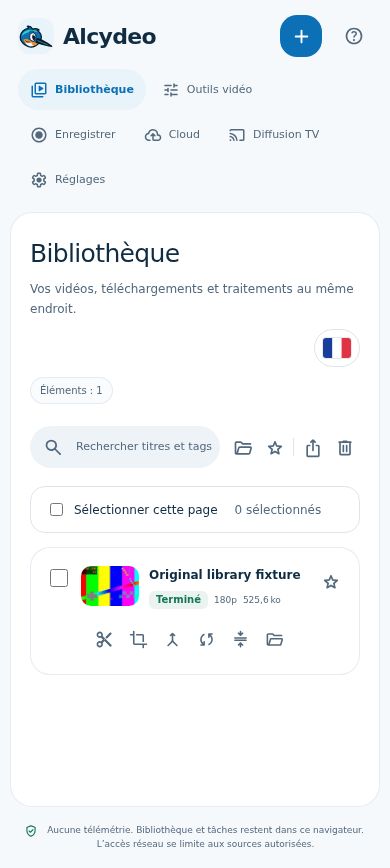 Alcydeo
Bibliothèque
Outils vidéo
Enregistrer
Cloud
Diffusion TV
Réglages
Bibliothèque
Vos vidéos, téléchargements et traitements au même
endroit.
Éléments : 1
Rechercher titres et tags
Sélectionner cette page
0 sélectionnés
Original library fixture
Terminé 180p 525,6 ko
Aucune télémétrie. Bibliothèque et tâches restent dans ce navigateur.
L'accès réseau se limite aux sources autorisées.